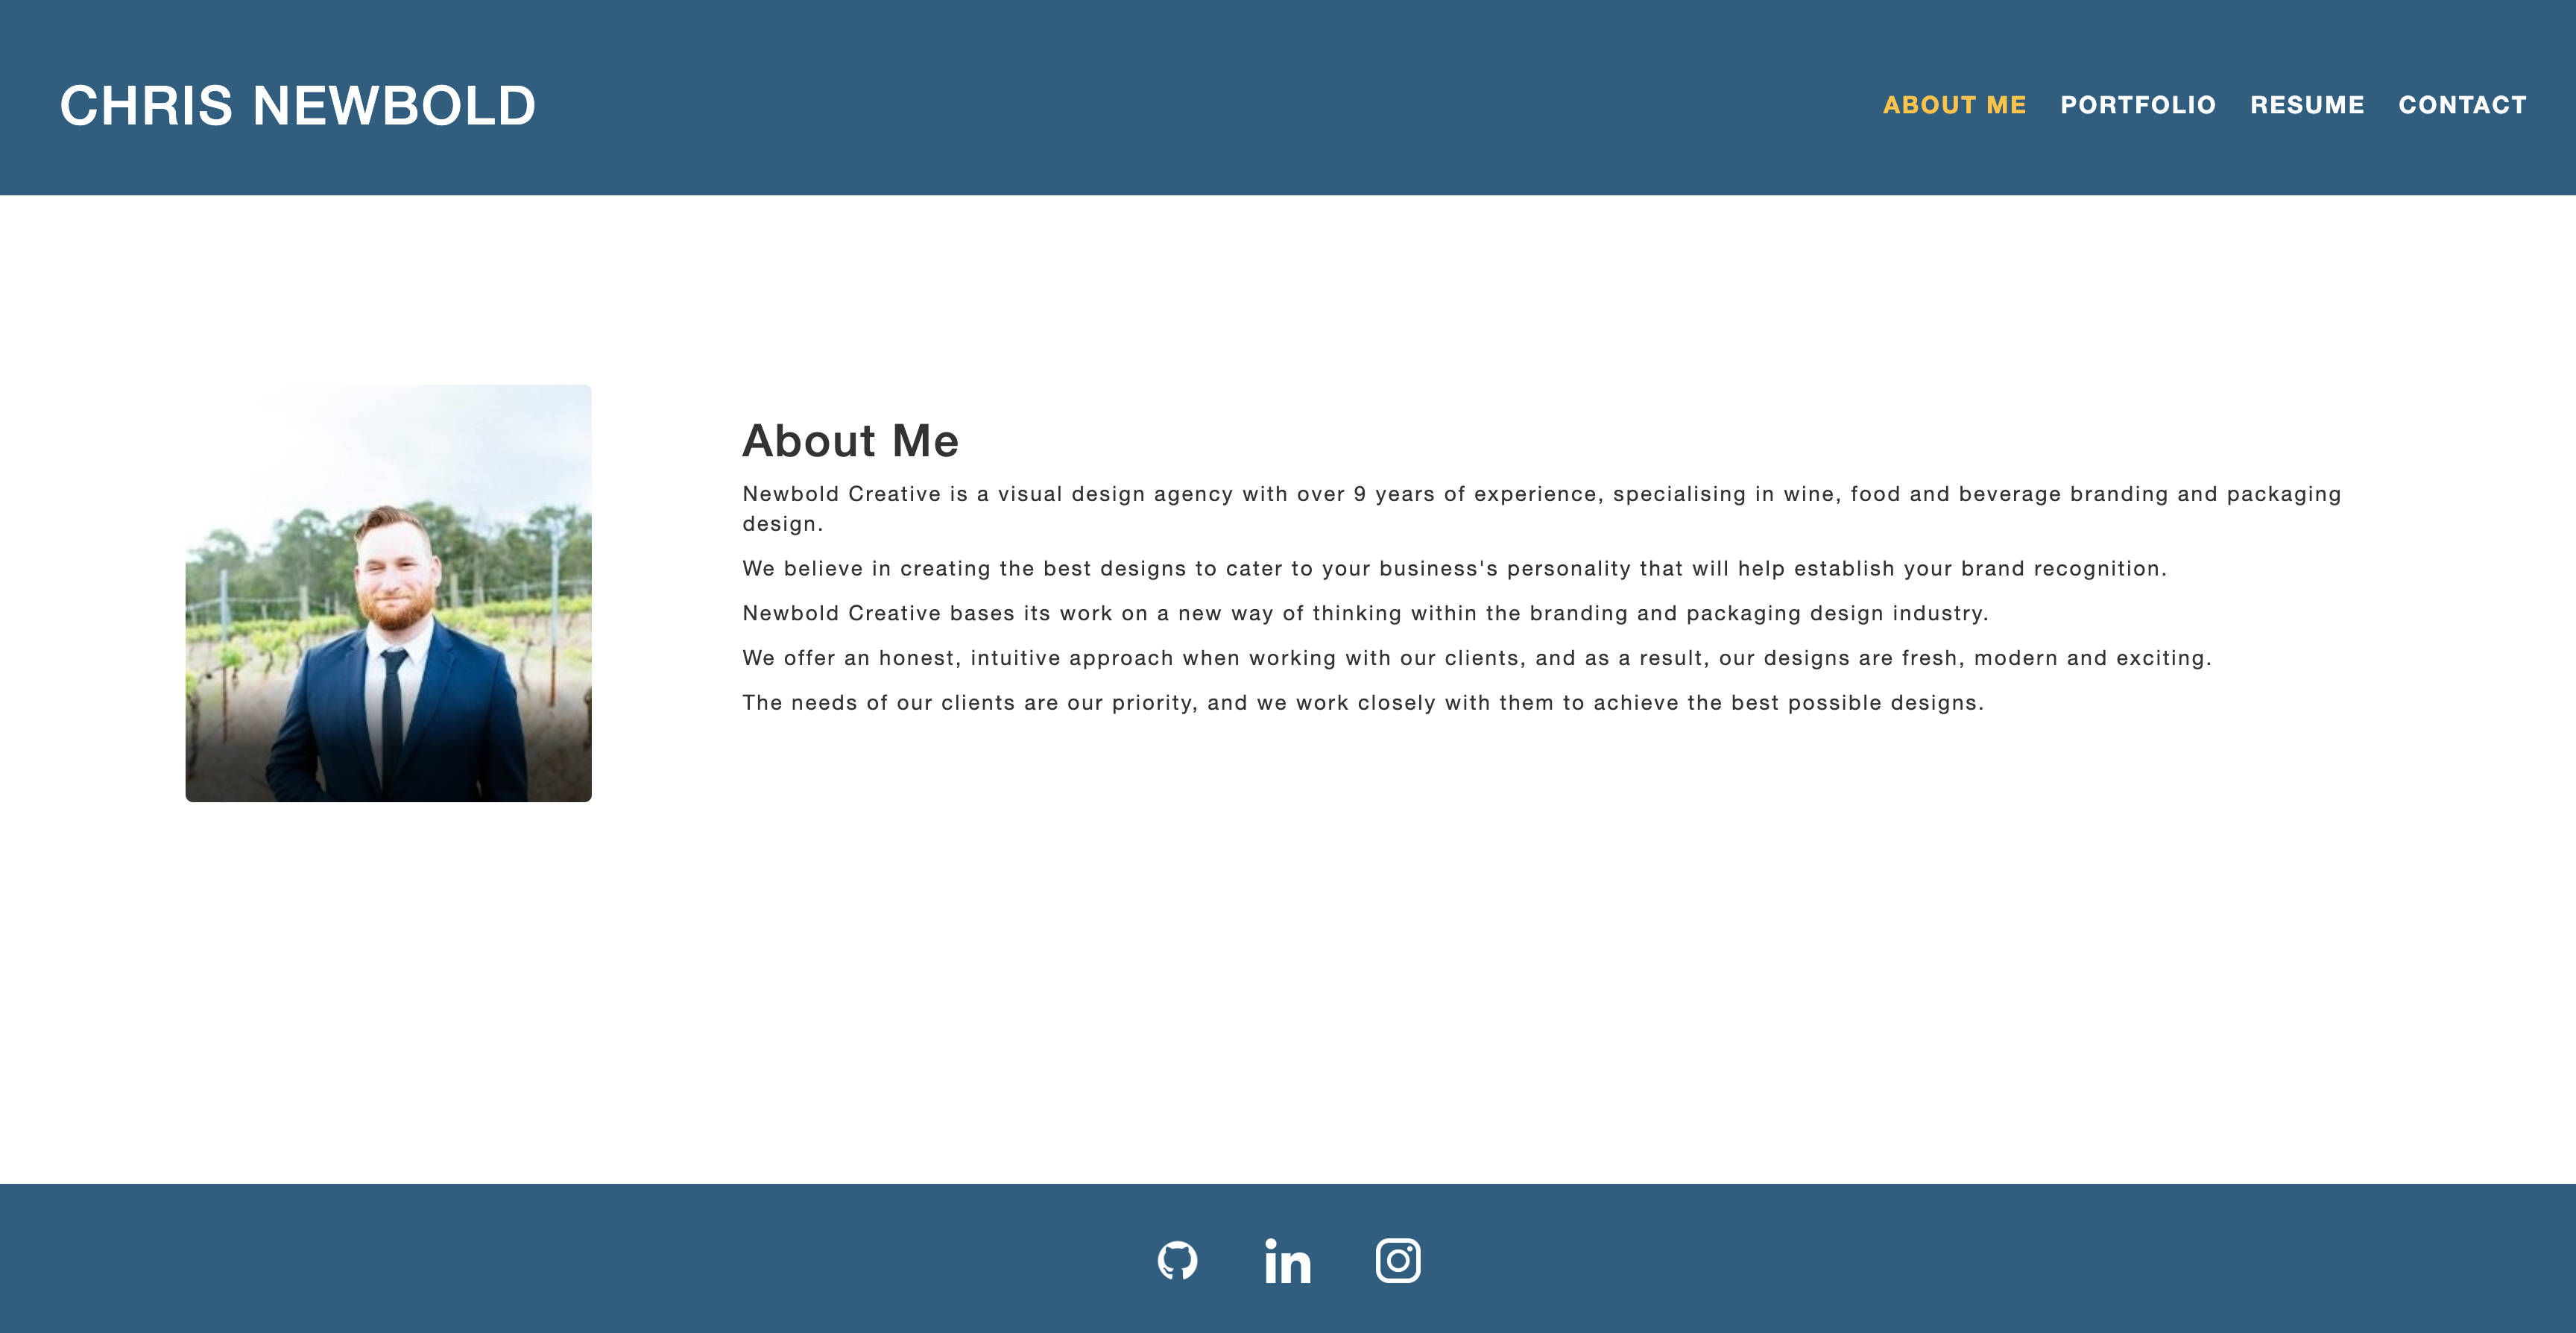 CHRIS NEWBOLD
ABOUT ME PORTFOLIO RESUME CONTACT
About Me
Newbold Creative is a visual design agency with over 9 years of experience, specialising in wine, food and beverage branding and packaging
design.
We believe in creating the best designs to cater to your business's personality that will help establish your brand recognition.
Newbold Creative bases its work on a new way of thinking within the branding and packaging design industry.
We offer an honest, intuitive approach when working with our clients, and as a result, our designs are fresh, modern and exciting.
The needs of our clients are our priority, and we work closely with them to achieve the best possible designs.
in